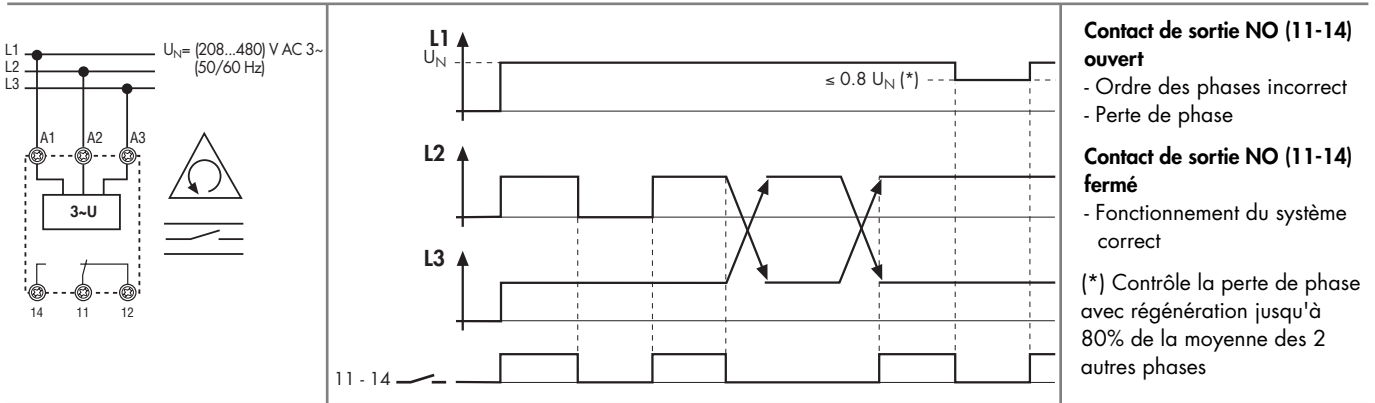 L1
L2
L3
U_N= (208...480) V AC 3~
(50/60 Hz)
A1
A2
A3
3~U
14
11
12
L1
U_N
≤ 0.8 U_N (*)
L2
L3
11 - 14
Contact de sortie NO (11-14)
ouvert
- Ordre des phases incorrect
- Perte de phase
Contact de sortie NO (11-14)
fermé
- Fonctionnement du système
correct
(*) Contrôle la perte de phase
avec régénération jusqu'à
80% de la moyenne des 2
autres phases